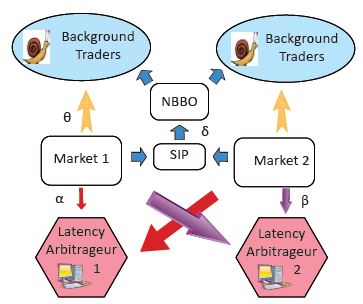 Background
Traders
Background
Traders
NBBO
θ
δ
Market 1
SIP
Market 2
α
β
Latency
Arbitrageur
1
Latency
Arbitrageur
2